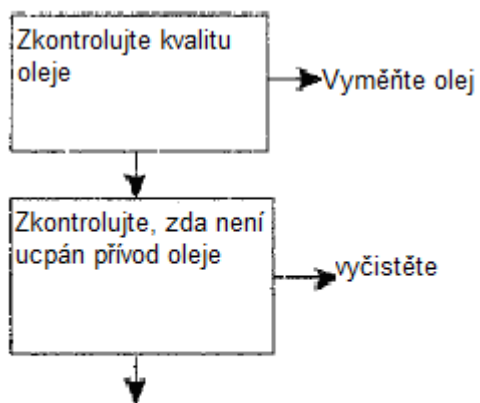 Zkontrolujte kvalitu
oleje
Vyměňte olej
Zkontrolujte, zda není
ucpán přívod oleje
vyčistěte